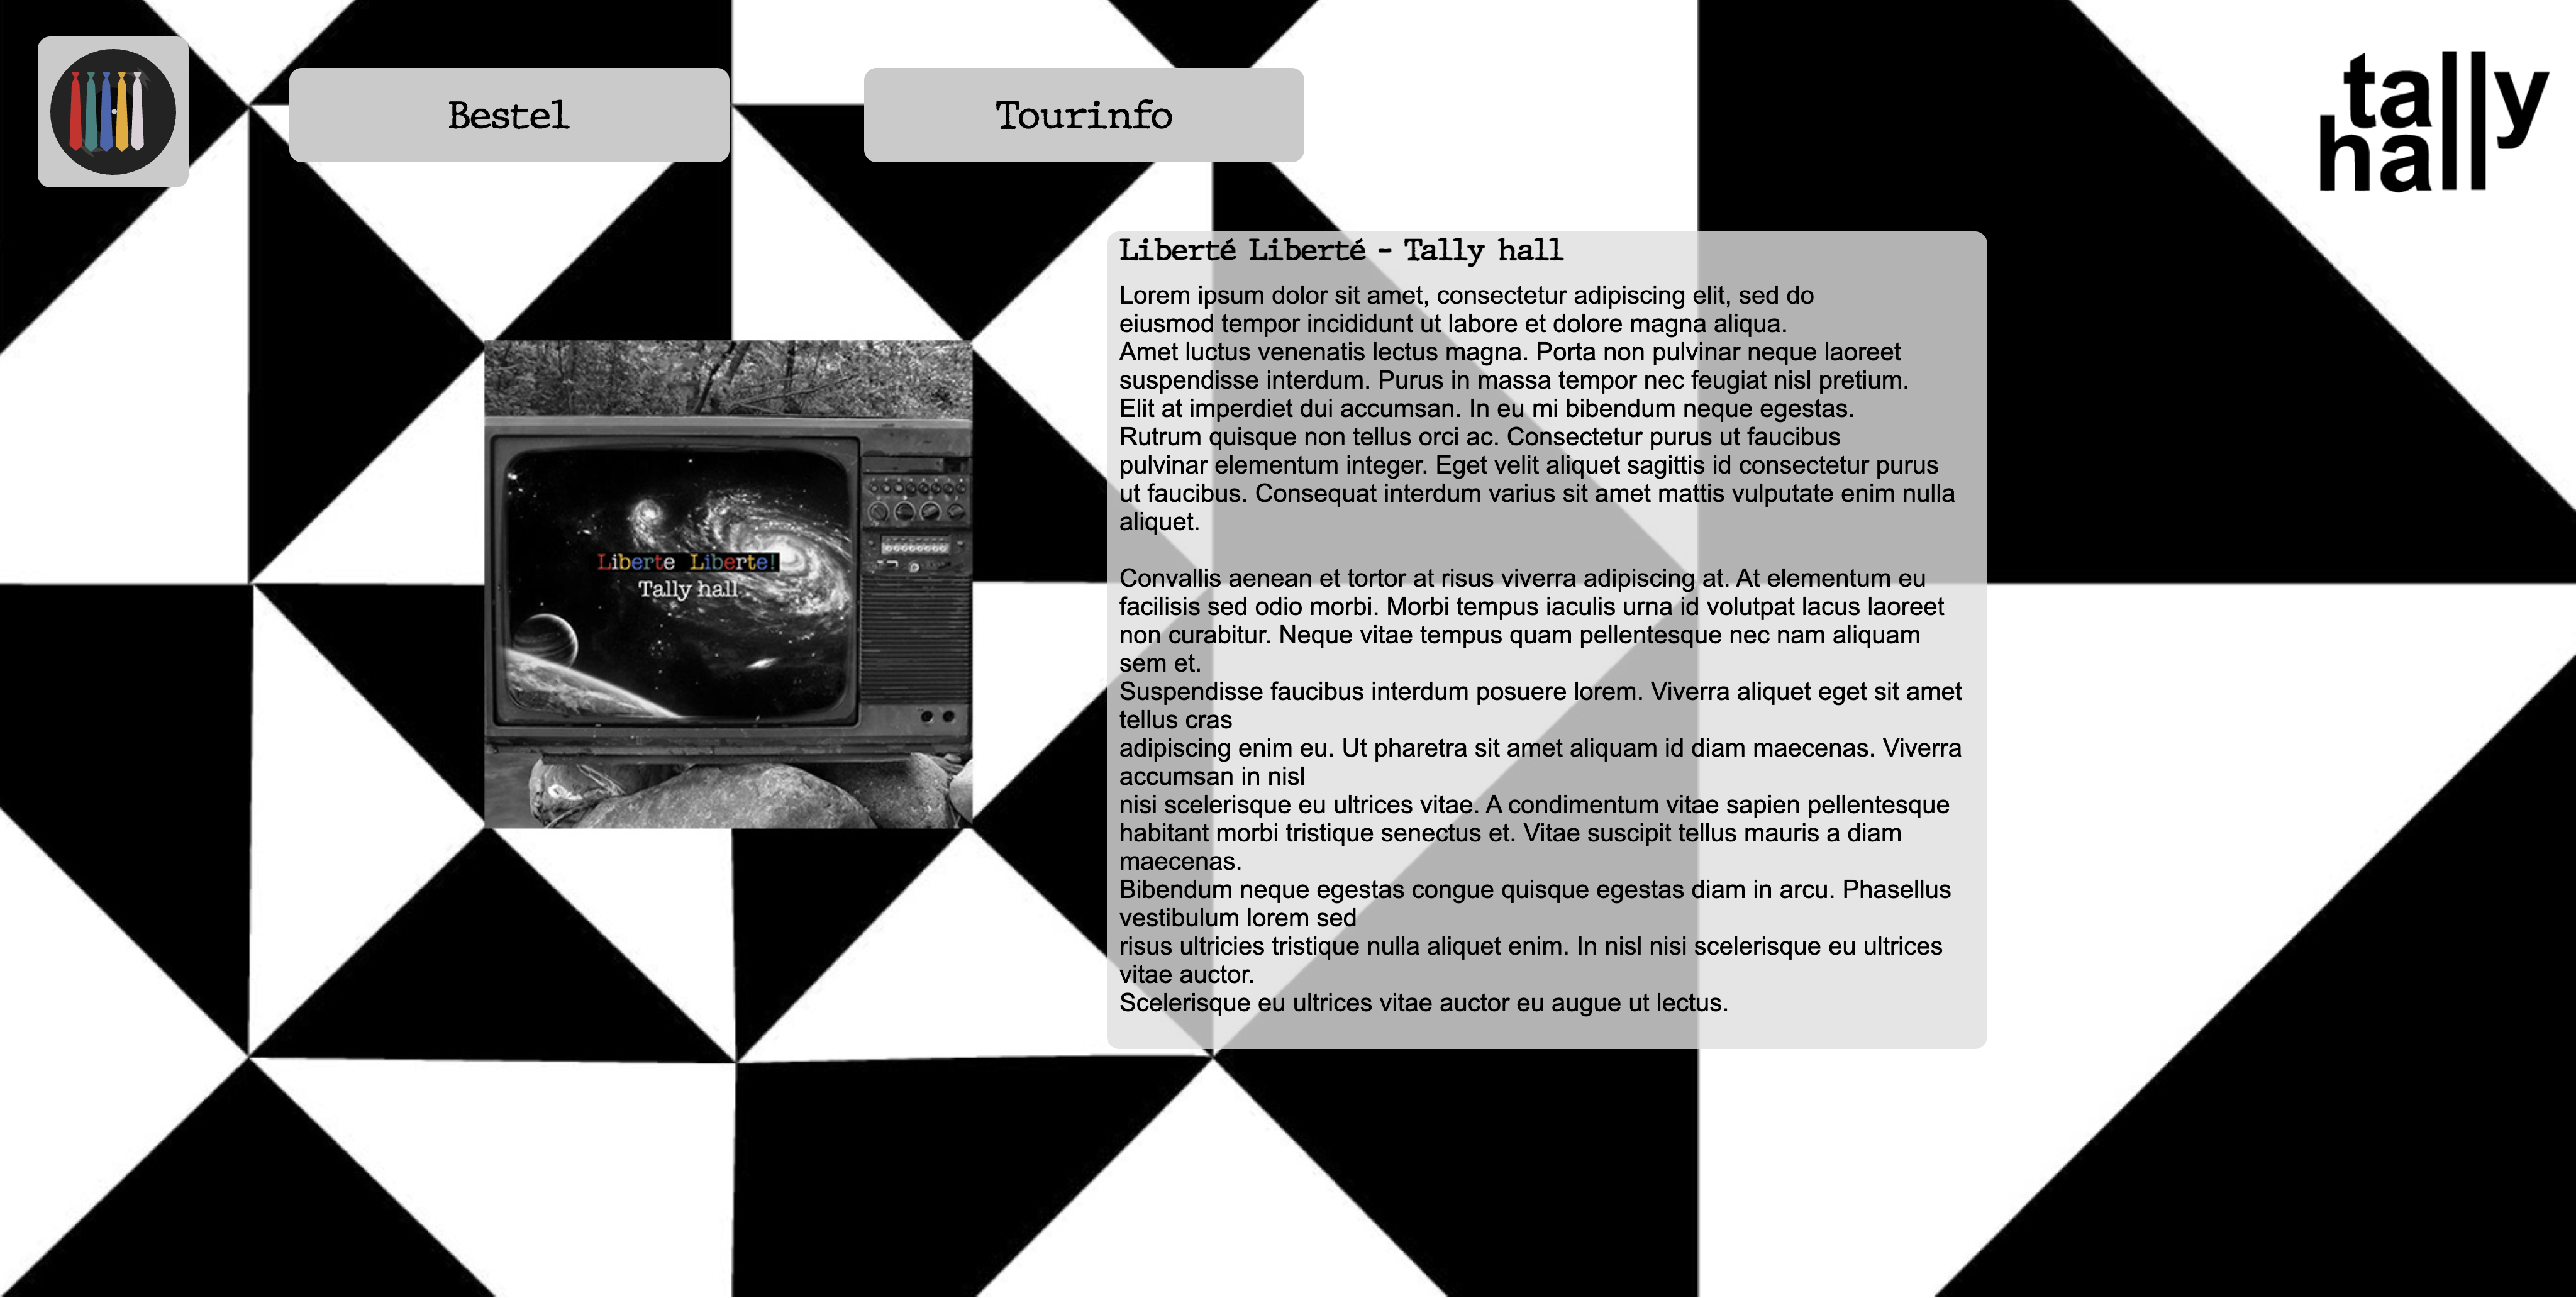 Bestel
Tourinfo
tally
hall
Liberté Liberté - Tally hall
Lorem ipsum dolor sit amet, consectetur adipiscing elit, sed do
eiusmod tempor incididunt ut labore et dolore magna aliqua.
Amet luctus venenatis lectus magna. Porta non pulvinar neque laoreet
suspendisse interdum. Purus in massa tempor nec feugiat nisl pretium.
Elit at imperdiet dui accumsan. In eu mi bibendum neque egestas.
Rutrum quisque non tellus orci ac. Consectetur purus ut faucibus
pulvinar elementum integer. Eget velit aliquet sagittis id consectetur purus
ut faucibus. Consequat interdum varius sit amet mattis vulputate enim nulla
aliquet.
Convallis aenean et tortor at risus viverra adipiscing at. At elementum eu
facilisis sed odio morbi. Morbi tempus iaculis urna id volutpat lacus laoreet
non curabitur. Neque vitae tempus quam pellentesque nec nam aliquam
sem et.
Suspendisse faucibus interdum posuere lorem. Viverra aliquet eget sit amet
tellus cras
adipiscing enim eu. Ut pharetra sit amet aliquam id diam maecenas. Viverra
accumsan in nisl
nisi scelerisque eu ultrices vitae. A condimentum vitae sapien pellentesque
habitant morbi tristique senectus et. Vitae suscipit tellus mauris a diam
maecenas.
Bibendum neque egestas congue quisque egestas diam in arcu. Phasellus
vestibulum lorem sed
risus ultricies tristique nulla aliquet enim. In nisl nisi scelerisque eu ultrices
vitae auctor.
Scelerisque eu ultrices vitae auctor eu augue ut lectus.
Liberte Liberte!
Tally hall